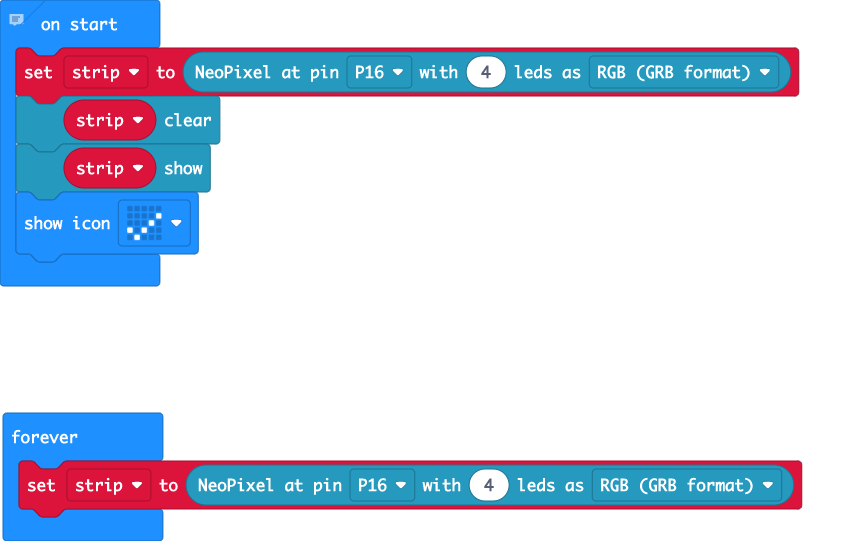 on start
set strip to NeoPixel at pin P16 with 4 leds as RGB (GRB format)
strip clear
strip show
show icon
forever
set strip to NeoPixel at pin P16 with 4 leds as RGB (GRB format)